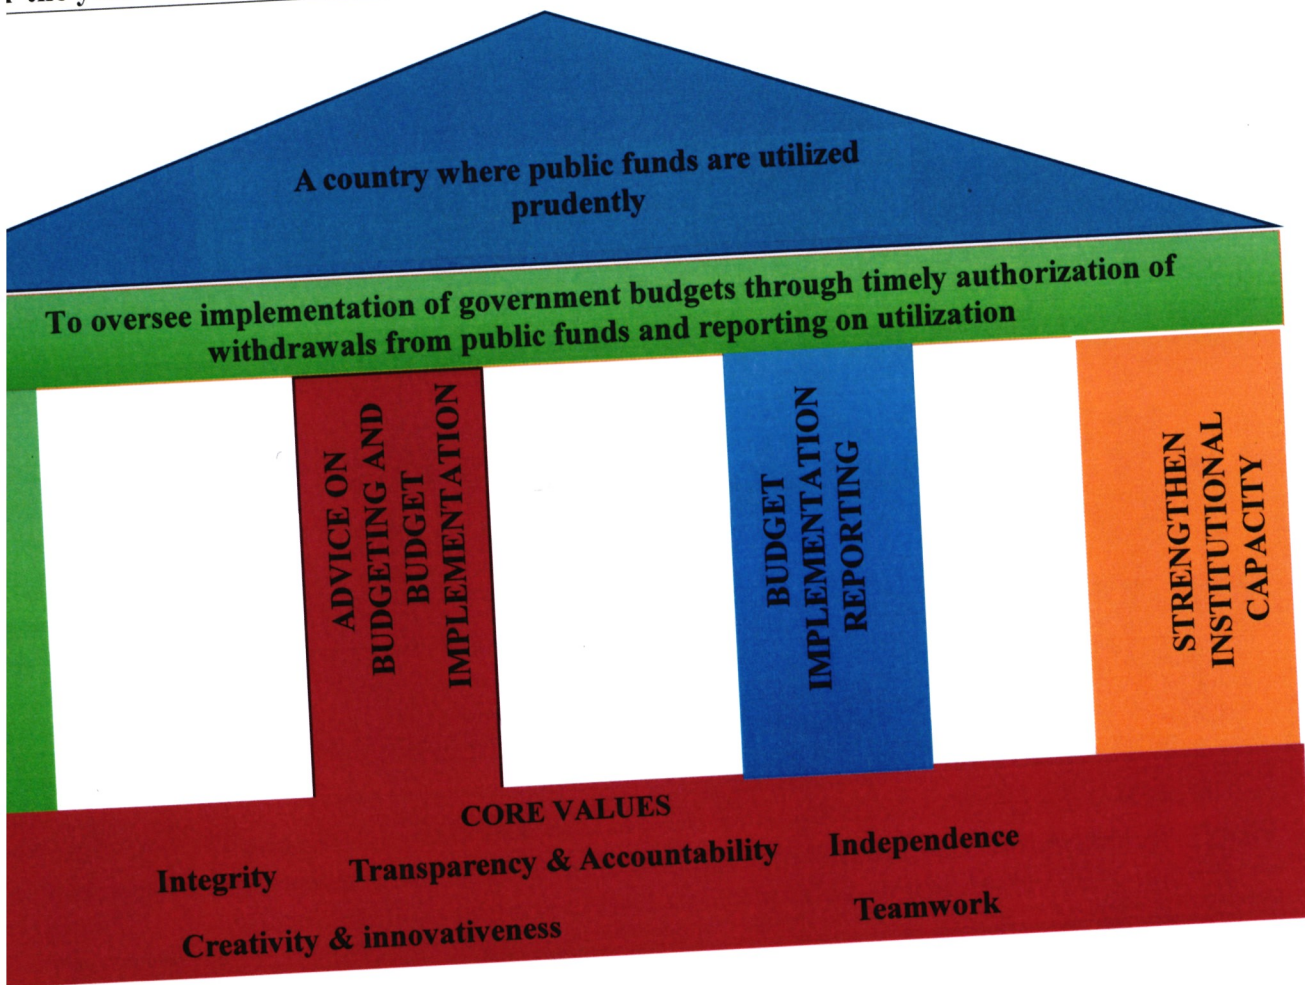 A country where public funds are utilized
prudently
To oversee implementation of government budgets through timely authorization of
withdrawals from public funds and reporting on utilization
ADVICE ON
BUDGETING AND
BUDGET
IMPLEMENTATION
BUDGET
IMPLEMENTATION
REPORTING
STRENGTHEN
INSTITUTIONAL
CAPACITY
CORE VALUES
Integrity Transparency & Accountability Independence
Creativity & innovativeness Teamwork